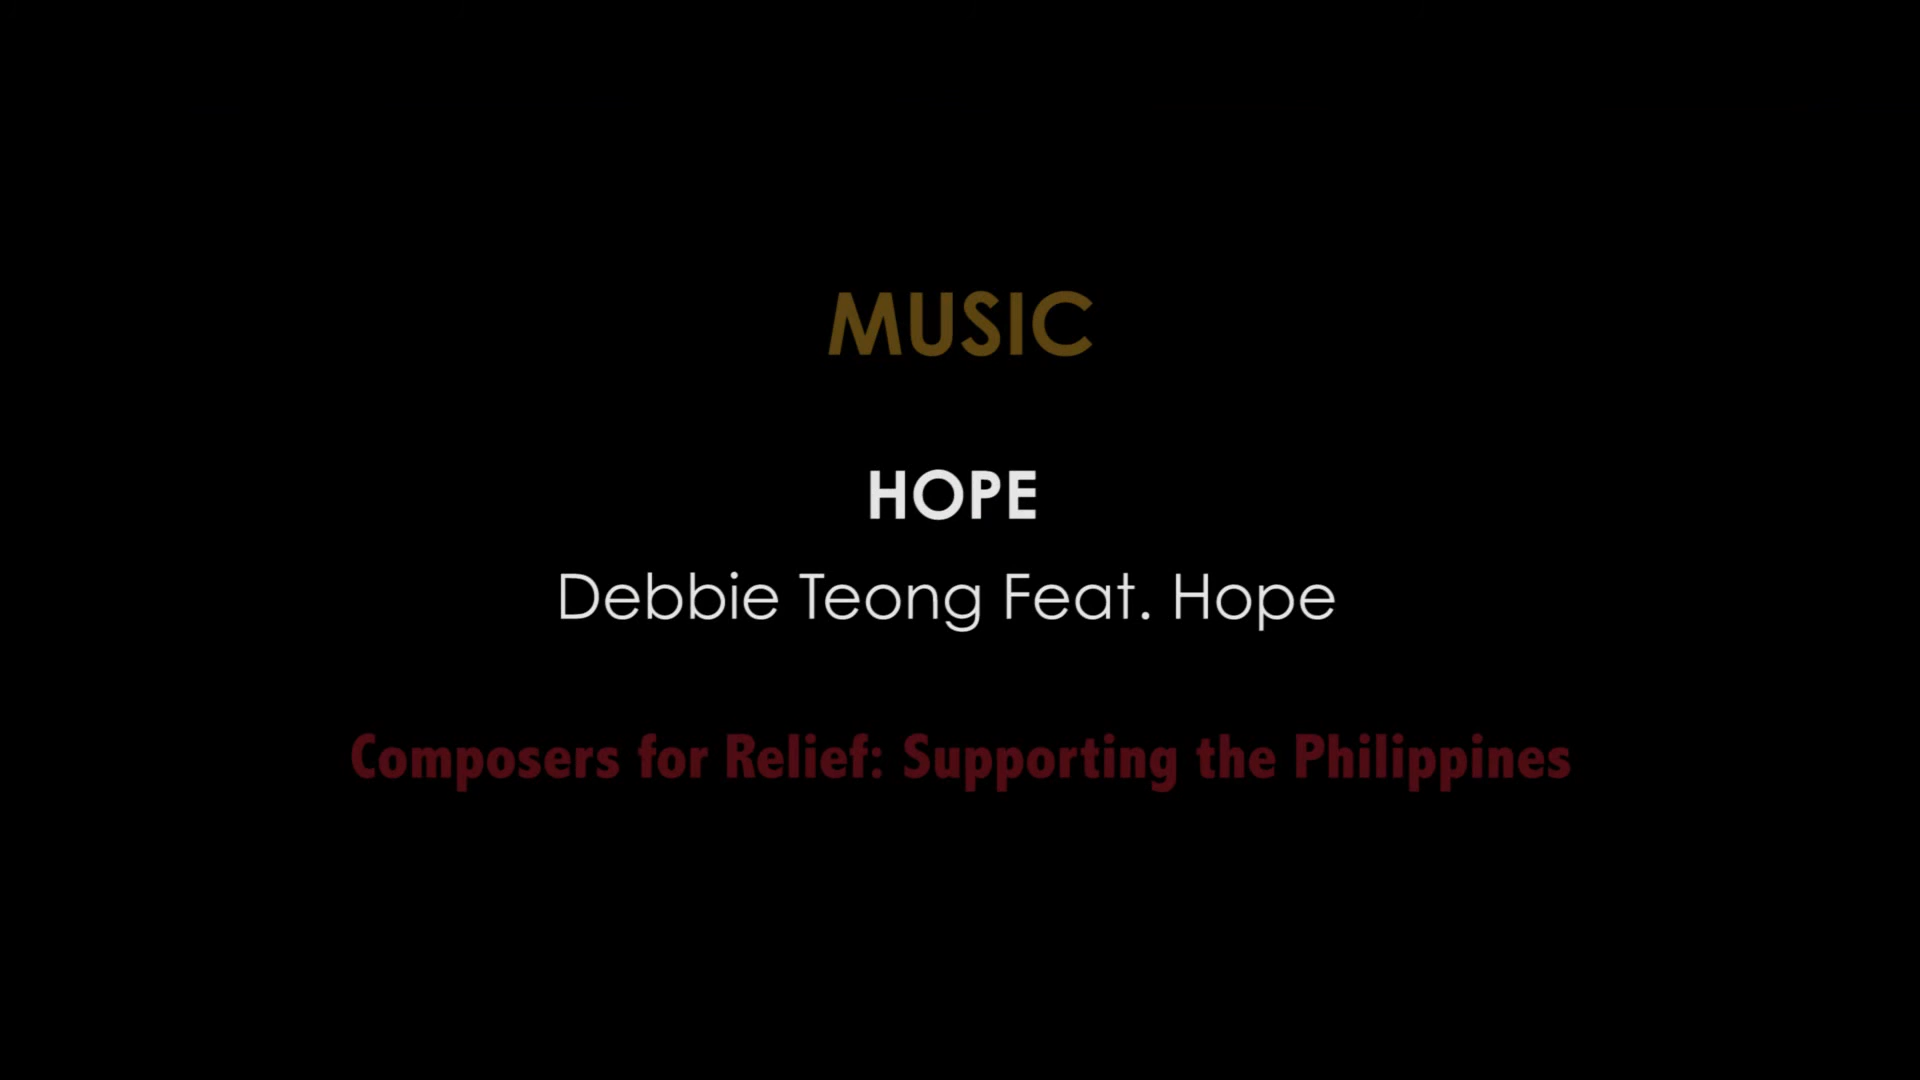 MUSIC
HOPE
Debbie Teong Feat. Hope
Composers for Relief: Supporting the Philippines